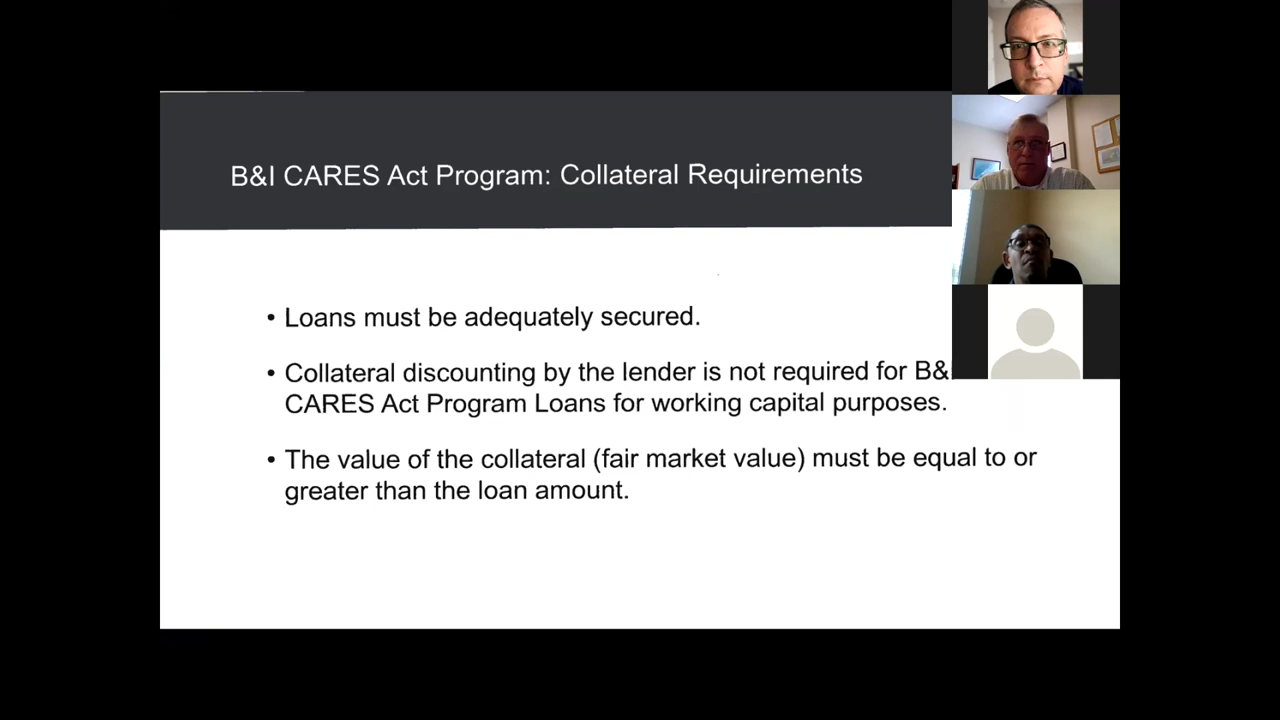 B&I CARES Act Program: Collateral Requirements
• Loans must be adequately secured.
• Collateral discounting by the lender is not required for B&
CARES Act Program Loans for working capital purposes.
• The value of the collateral (fair market value) must be equal to or
greater than the loan amount.